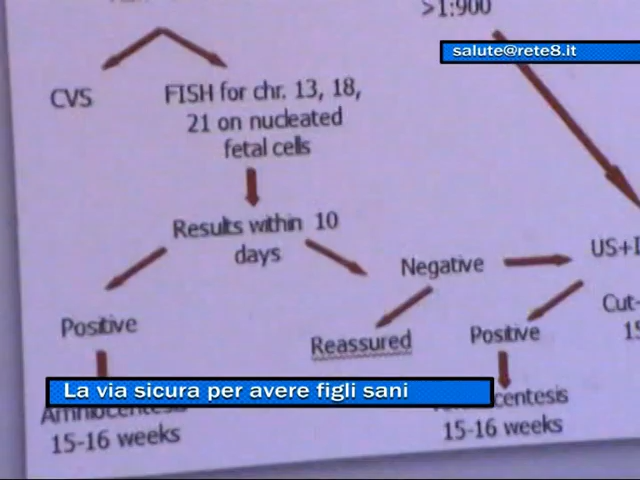 >1:900
salute@rete8.it
CVS
FISH for chr. 13, 18,
21 on nucleated
fetal cells
Results within 10
days
Negative
US+
Positive
Reassured
Positive
Cut-
15
La via sicura per avere figli sani
Amniocentesis
15-16 weeks
15-16 weeks